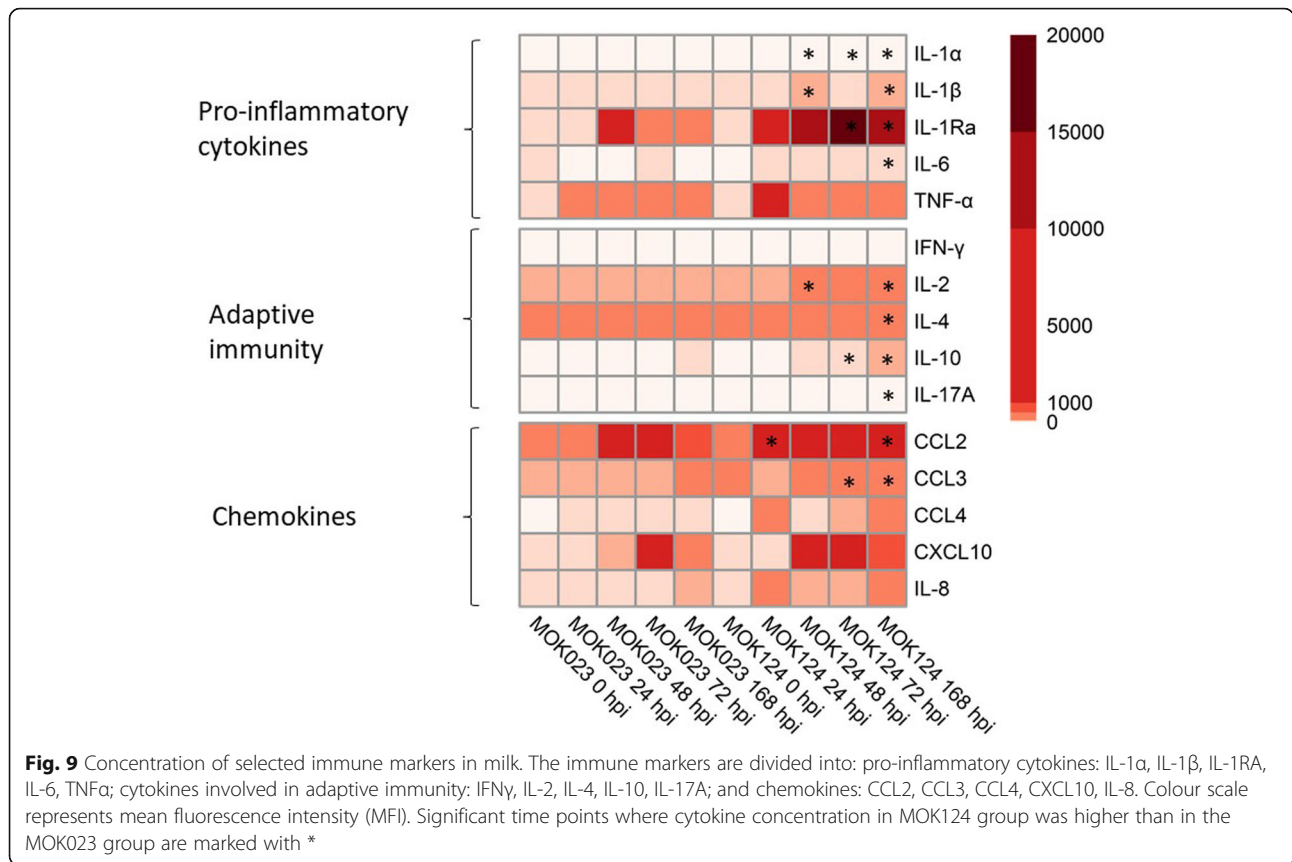 Pro-inflammatory
cytokines
Adaptive
immunity
Chemokines
* * * IL-1α
* * IL-1β
* * IL-1Ra
* IL-6
TNF-α
IFN-γ
* * IL-2
* IL-4
* * IL-10
* IL-17A
* * CCL2
* * CCL3
CCL4
CXCL10
IL-8
MOK023 0 hpi
MOK023 24 hpi
MOK023 48 hpi
MOK023 72 hpi
MOK023 168 hpi
MOK124 0 hpi
MOK124 24 hpi
MOK124 48 hpi
MOK124 72 hpi
MOK124 168 hpi
20000
15000
10000
5000
1000
0
Fig. 9 Concentration of selected immune markers in milk. The immune markers are divided into: pro-inflammatory cytokines: IL-1α, IL-1β, IL-1RA,
IL-6, TNFα; cytokines involved in adaptive immunity: IFNγ, IL-2, IL-4, IL-10, IL-17A; and chemokines: CCL2, CCL3, CCL4, CXCL10, IL-8. Colour scale
represents mean fluorescence intensity (MFI). Significant time points where cytokine concentration in MOK124 group was higher than in the
MOK023 group are marked with *